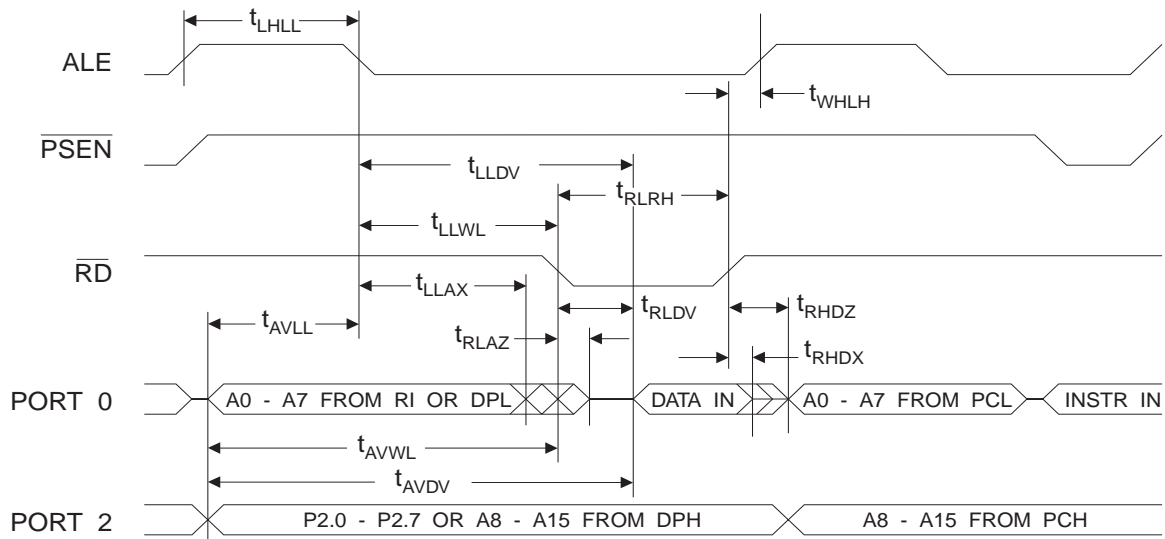 tLHLL
ALE
tWHLH
PSEN
tLLDV
tRLRH
tLLWL
RD
tLLAX
tRLDV
tRHDZ
tAVLL
tRLAZ
tRHDX
PORT 0
A0 - A7 FROM RI OR DPL
DATA IN
A0 - A7 FROM PCL
INSTR IN
tAVWL
tAVDV
PORT 2
P2.0 - P2.7 OR A8 - A15 FROM DPH
A8 - A15 FROM PCH